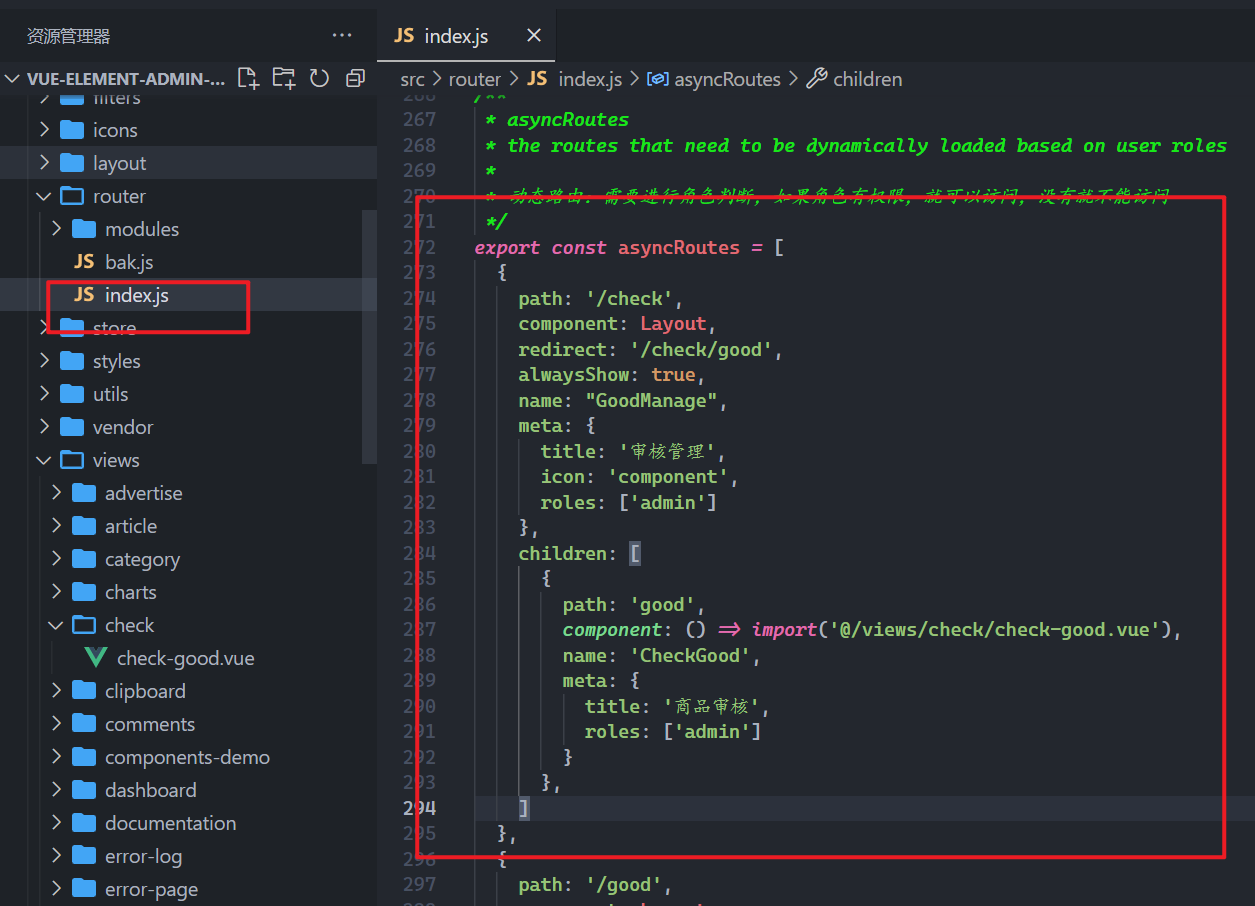 资源管理器
···
VUE-ELEMENT-ADMIN-...
filters
icons
layout
router
modules
JS bak.js
JS index.js
store
styles
utils
vendor
views
advertise
article
category
charts
check
check-good.vue
clipboard
comments
components-demo
dashboard
documentation
error-log
error-page
JS index.js
src > router > JS index.js > asyncRoutes > children
266 /**
267 * asyncRoutes
268 * the routes that need to be dynamically loaded based on user roles
269 *
270 * 动态路由：需要进行角色判断，如果角色有权限，就可以访问，没有就不能访问
271 */
272 export const asyncRoutes = [
273 {
274 path: '/check',
275 component: Layout,
276 redirect: '/check/good',
277 alwaysShow: true,
278 name: "GoodManage",
279 meta: {
280 title: '审核管理',
281 icon: 'component',
282 roles: ['admin']
283 },
284 children: [
285 {
286 path: 'good',
287 component: () => import('@/views/check/check-good.vue'),
288 name: 'CheckGood',
289 meta: {
290 title: '商品审核',
291 roles: ['admin']
292 }
293 },
294 ]
295 },
296 {
297 path: '/good',